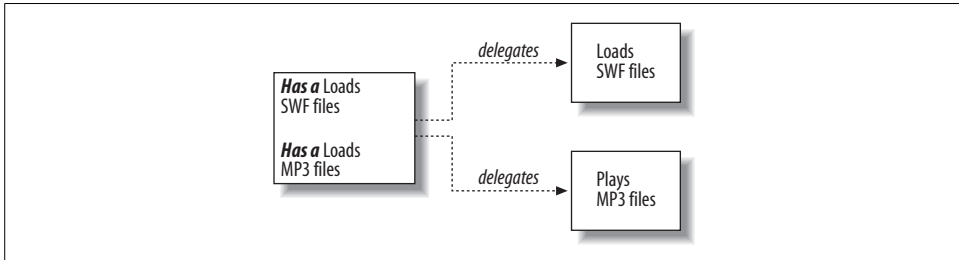 Has a Loads
SWF files
Has a Loads
MP3 files
delegates
Loads
SWF files
delegates
Plays
MP3 files